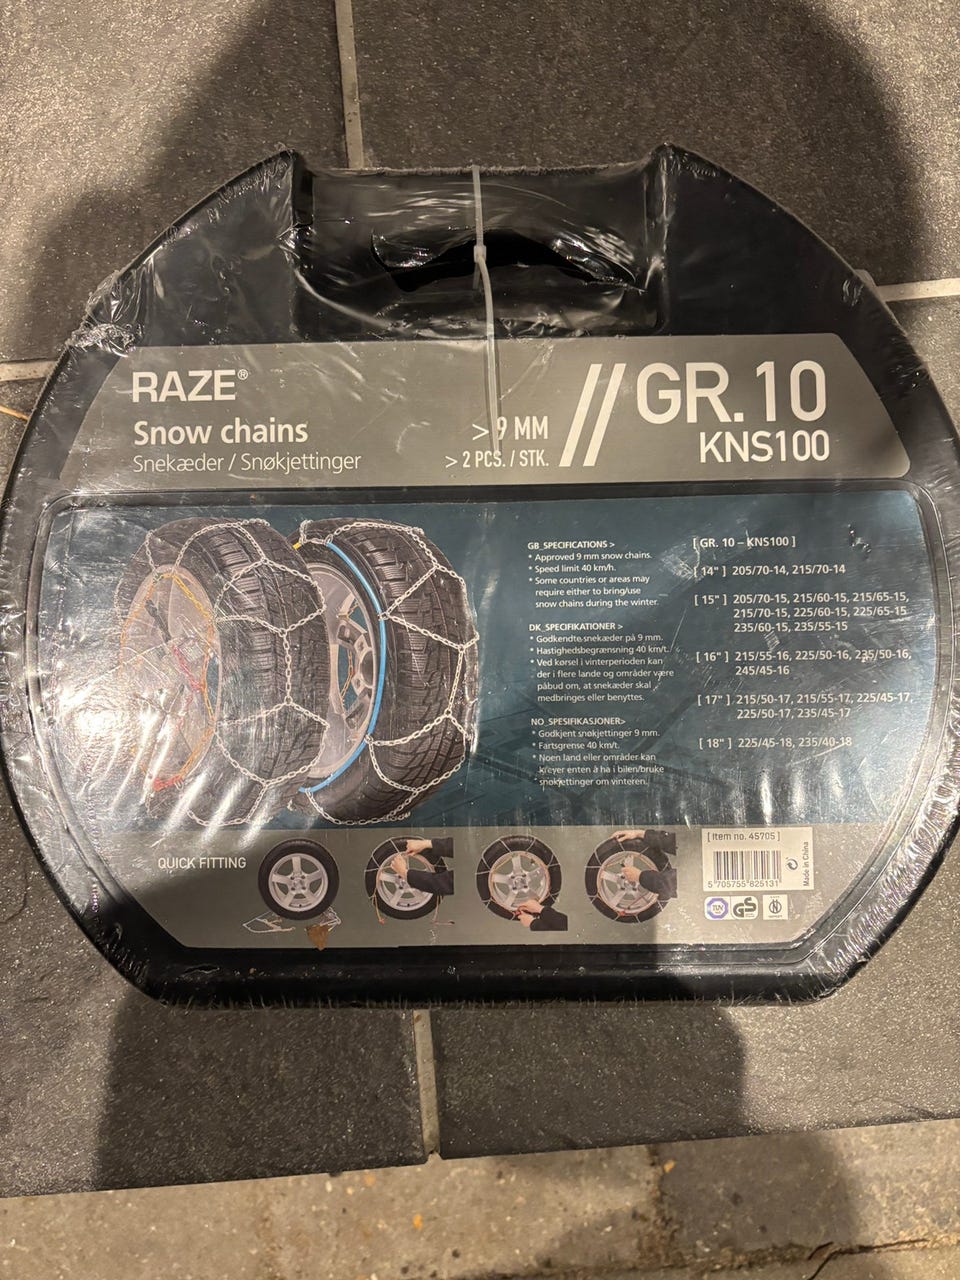 RAZE®
Snow chains
Snekæder / Snøkjettinger
> 9 MM
> 2 PCS. / STK.
// GR.10
KNS100
GB_SPECIFICATIONS >
* Approved 9 mm snow chains.
* Speed limit 40 km/h.
* Some countries or areas may
require either to bring/use
snow chains during the winter.
DK_SPECIFIKATIONER >
* Godkendte snekæder på 9 mm.
* Hastighedsbegrænsning 40 km/t.
* Ved kørsel i vinterperioden kan
der i flere lande og områder være
påbud om, at snekæder skal
medbringes eller benyttes.
NO_SPESIFIKASJONER>
* Godkjent snøkjettinger 9 mm.
* Fartsgrense 40 km/t.
* Noen land eller områder kan
krever enten å ha i bilen/bruke
snøkjettinger om vinteren.
[ GR. 10 – KNS100 ]
[ 14" ] 205/70-14, 215/70-14
[ 15" ] 205/70-15, 215/60-15, 215/65-15,
215/70-15, 225/60-15, 225/65-15
235/60-15, 235/55-15
[ 16" ] 215/55-16, 225/50-16, 235/50-16,
245/45-16
[ 17" ] 215/50-17, 215/55-17, 225/45-17,
225/50-17, 235/45-17
[ 18" ] 225/45-18, 235/40-18
QUICK FITTING
[ Item no. 45705 ]
5 705755 825131
Made in China
TÜV
GS